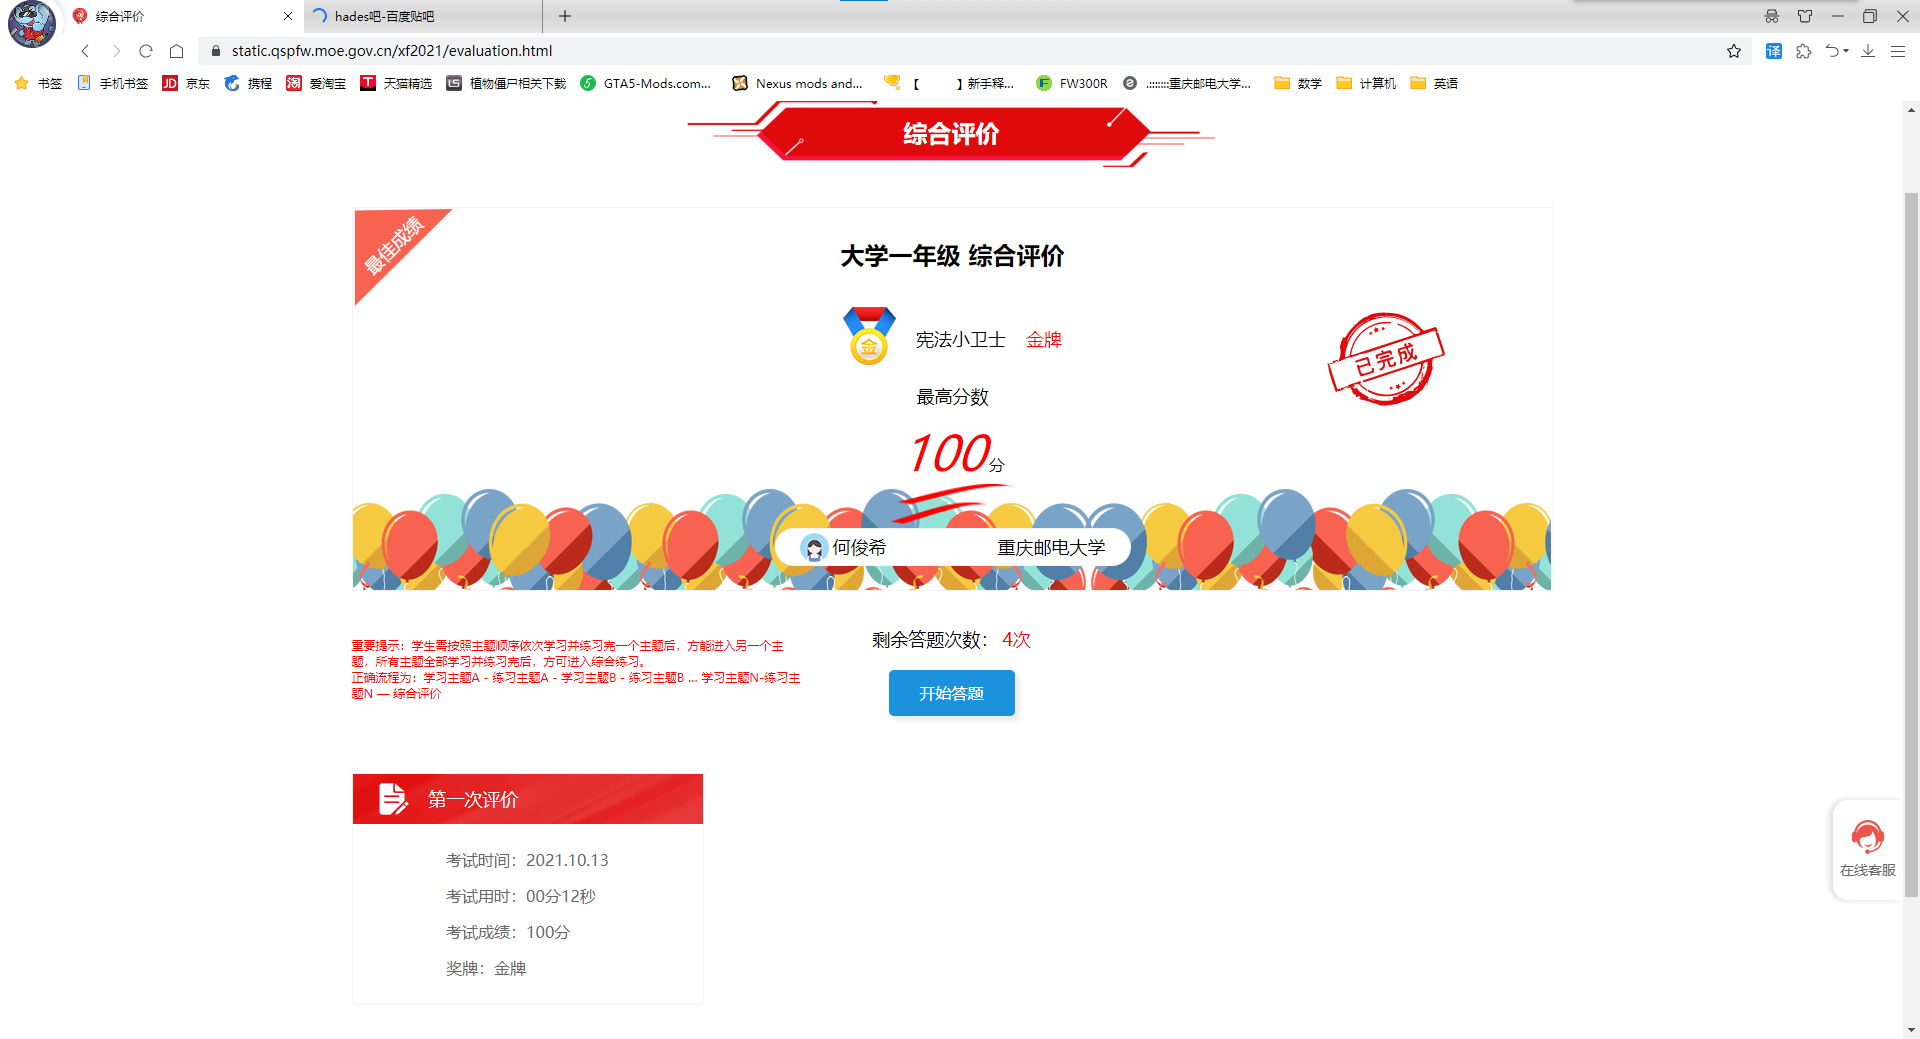 综合评价
hades吧-百度贴吧
static.qspfw.moe.gov.cn/xf2021/evaluation.html
译
书签 手机书签 JD 京东 携程 淘 爱淘宝 T 天猫精选 LS 植物僵尸相关下载 5 GTA5-Mods.com... Nexus mods and... 【 】新手释... F FW300R .:::::::重庆邮电大学... 数学 计算机 英语
综合评价
最佳成绩
大学一年级 综合评价
金 宪法小卫士 金牌
已完成
最高分数
100分
何俊希 重庆邮电大学
剩余答题次数： 4次
重要提示：学生需按照主题顺序依次学习并练习完一个主题后，方能进入另一个主
题，所有主题全部学习并练习完后，方可进入综合练习。
正确流程为：学习主题A - 练习主题A - 学习主题B - 练习主题B ... 学习主题N-练习主
题N — 综合评价
开始答题
第一次评价
考试时间：2021.10.13
考试用时：00分12秒
考试成绩：100分
奖牌：金牌
在线客服